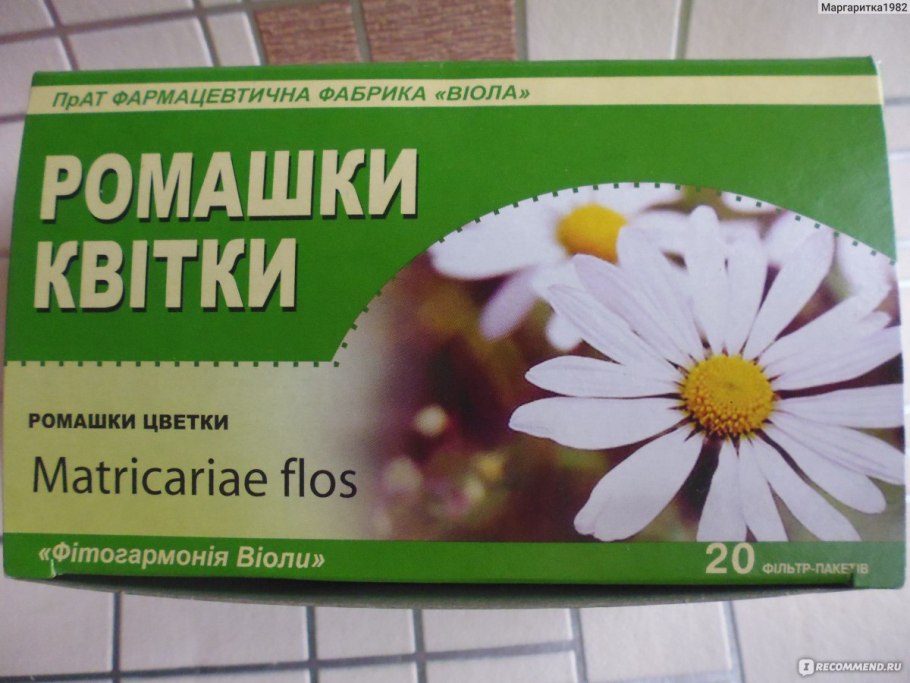 Маргаритка1982
ПрАТ ФАРМАЦЕВТИЧНА ФАБРИКА «ВІОЛА»
РОМАШКИ
КВІТКИ
РОМАШКИ ЦВЕТКИ
Matricariae flos
«Фітогармонія Віоли»
20 ФІЛЬТР-ПАКЕТІВ
I RECOMMEND.RU